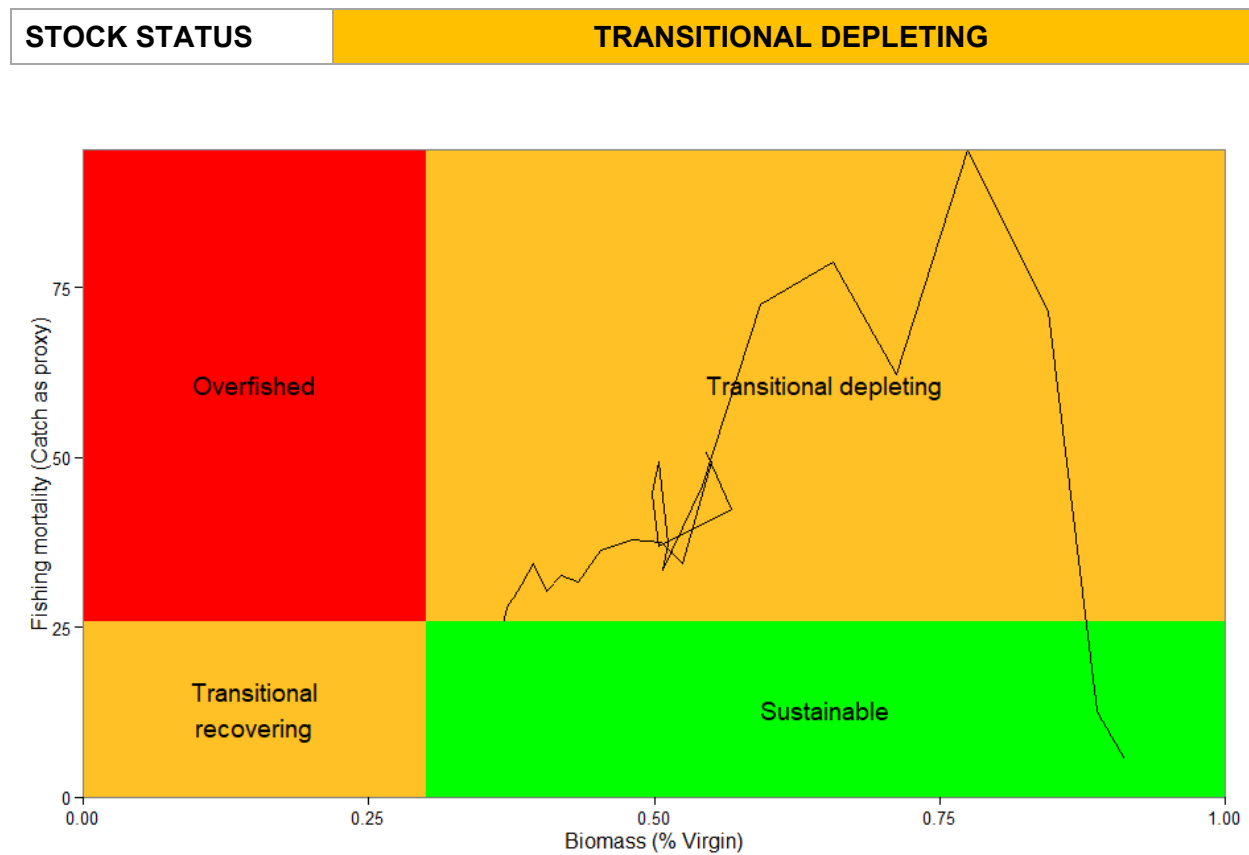 STOCK STATUS
TRANSITIONAL DEPLETING
Fishing mortality (Catch as proxy)
75
50
25
0
Overfished
Transitional depleting
Transitional
recovering
Sustainable
0.00
0.25
0.50
0.75
1.00
Biomass (% Virgin)